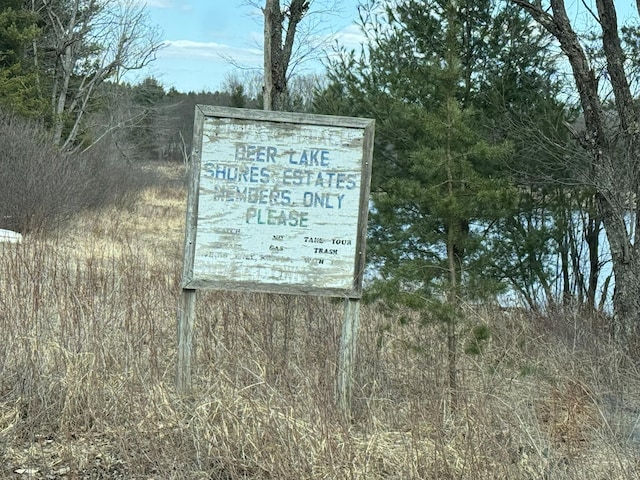 DEER LAKE
SHORES ESTATES
MEMBERS ONLY
PLEASE
NO TAKE YOUR
GAS TRASH
WITH